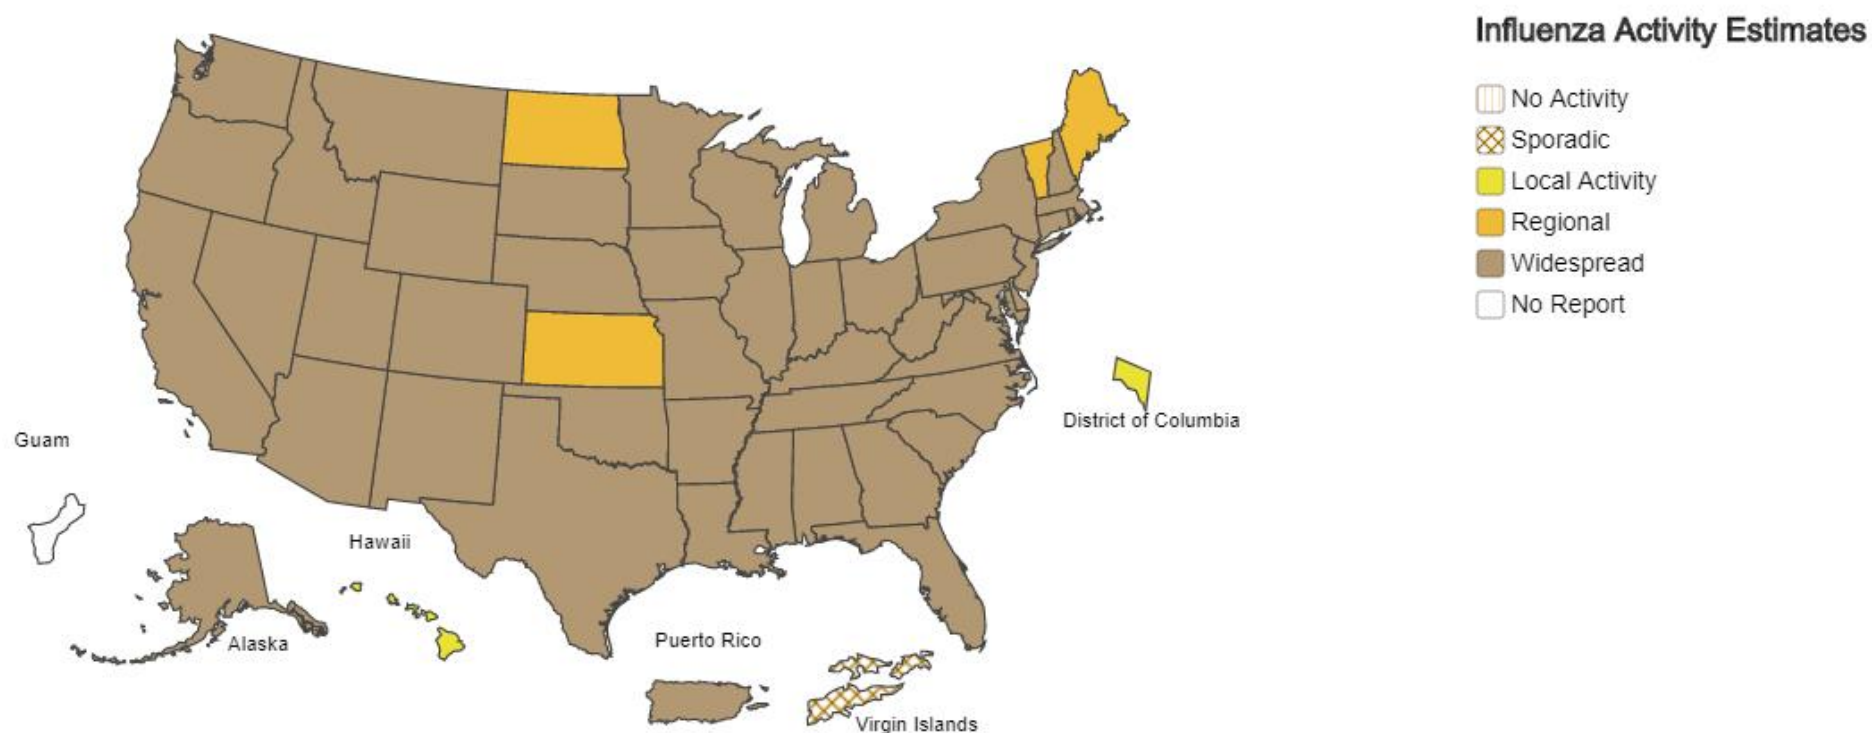 Influenza Activity Estimates
No Activity
Sporadic
Local Activity
Regional
Widespread
No Report
District of Columbia
Guam
Hawaii
Alaska
Puerto Rico
Virgin Islands